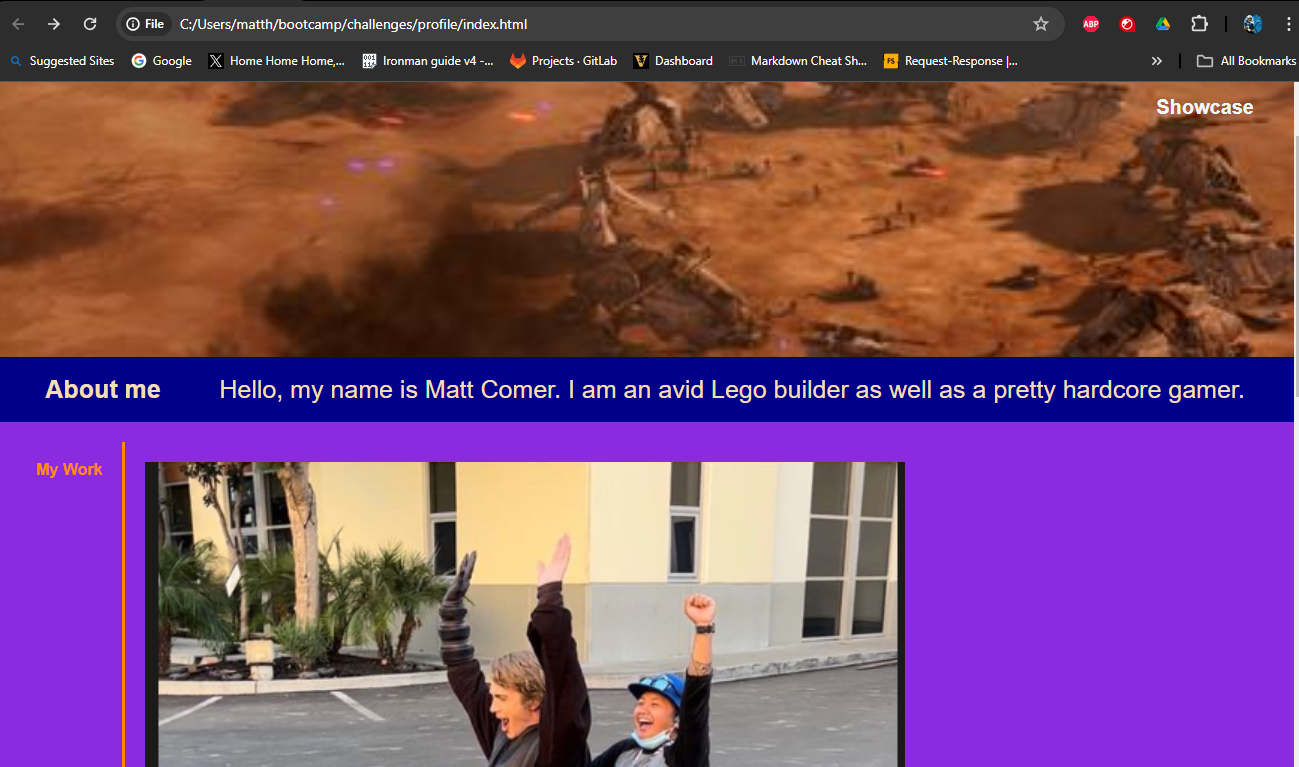 File C:/Users/matth/bootcamp/challenges/profile/index.html
ABP
Suggested Sites Google Home Home Home,... Ironman guide v4 -... Projects · GitLab Dashboard Markdown Cheat Sh... FS Request-Response |... » All Bookmarks
Showcase
About me Hello, my name is Matt Comer. I am an avid Lego builder as well as a pretty hardcore gamer.
My Work